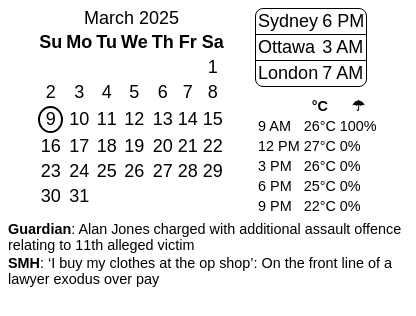 March 2025
Su Mo Tu We Th Fr Sa
1
2 3 4 5 6 7 8
9 10 11 12 13 14 15
16 17 18 19 20 21 22
23 24 25 26 27 28 29
30 31
Sydney 6 PM
Ottawa 3 AM
London 7 AM
°C ☂
9 AM 26°C 100%
12 PM 27°C 0%
3 PM 26°C 0%
6 PM 25°C 0%
9 PM 22°C 0%
Guardian: Alan Jones charged with additional assault offence
relating to 11th alleged victim
SMH: ‘I buy my clothes at the op shop’: On the front line of a
lawyer exodus over pay